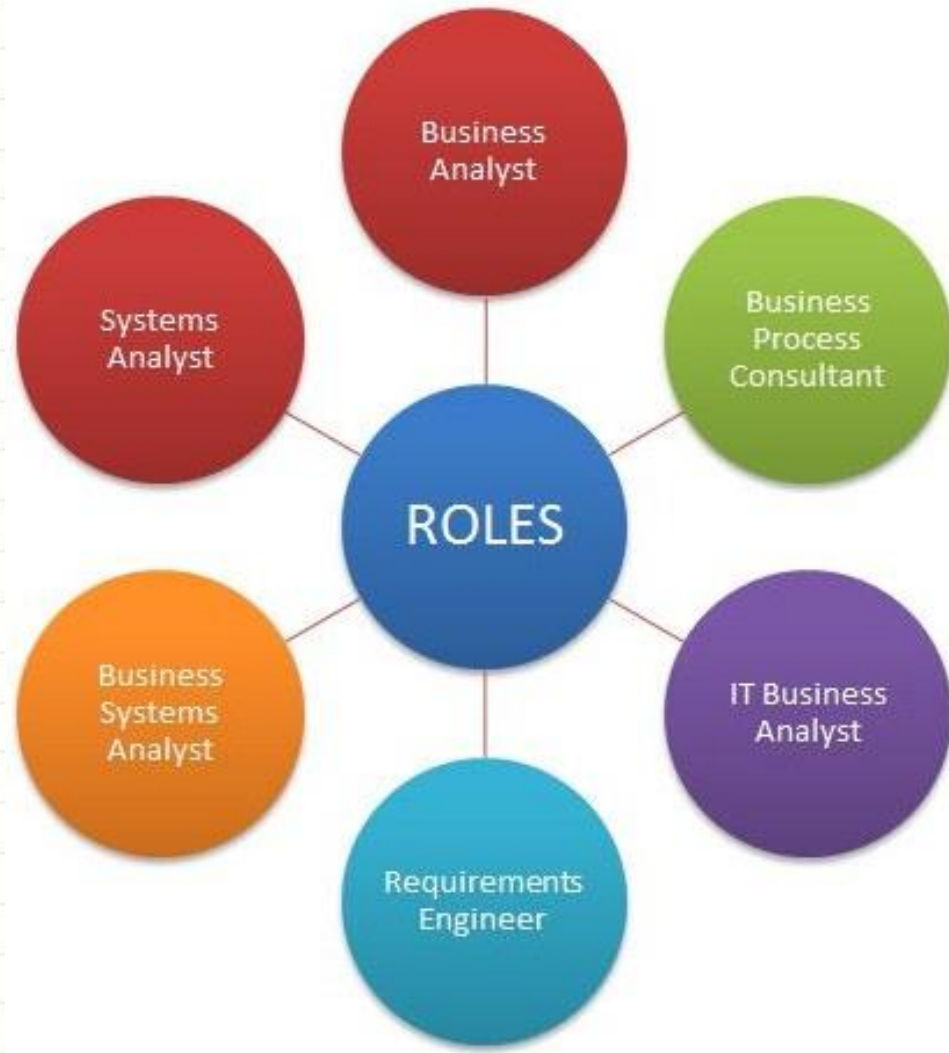 Business
Analyst
Systems
Analyst
Business
Process
Consultant
ROLES
Business
Systems
Analyst
IT Business
Analyst
Requirements
Engineer